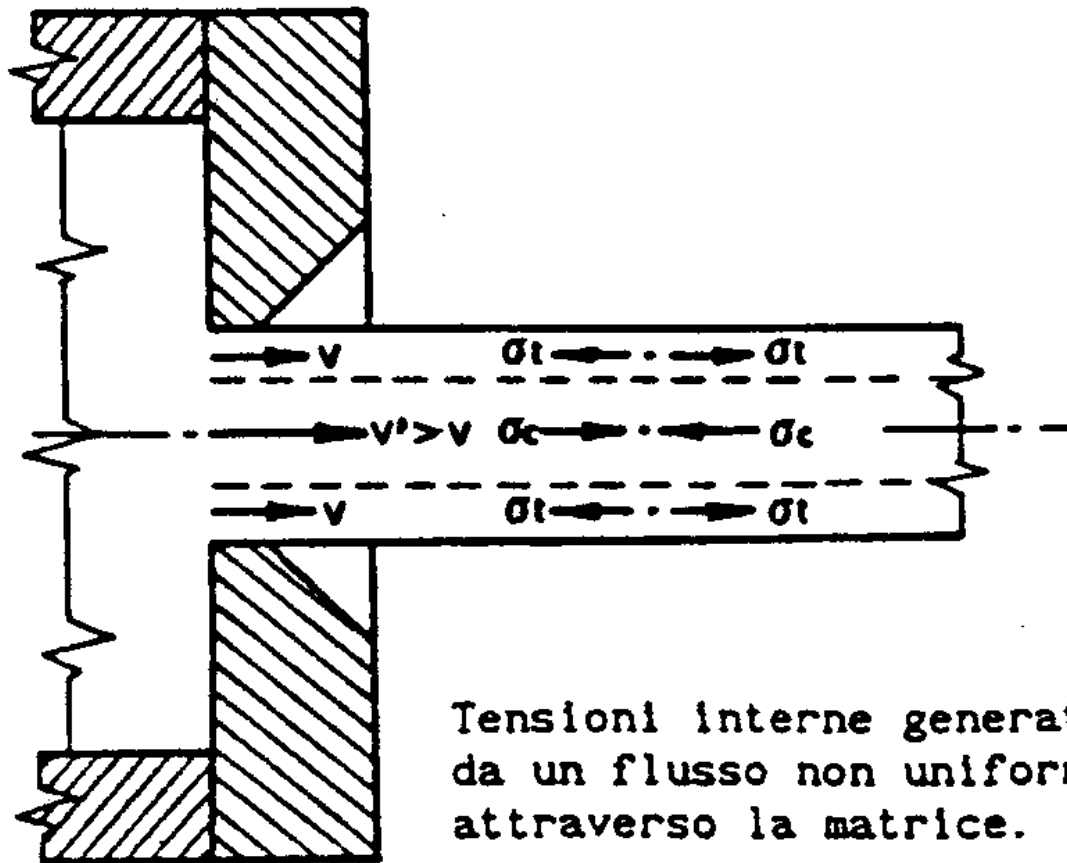 v σt σt
v'>v σc σc
v σt σt
Tensioni interne
da un flusso non
attraverso la matrice.